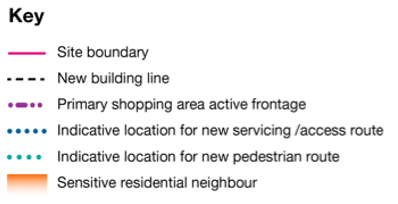 Key
Site boundary
New building line
Primary shopping area active frontage
Indicative location for new servicing /access route
Indicative location for new pedestrian route
Sensitive residential neighbour